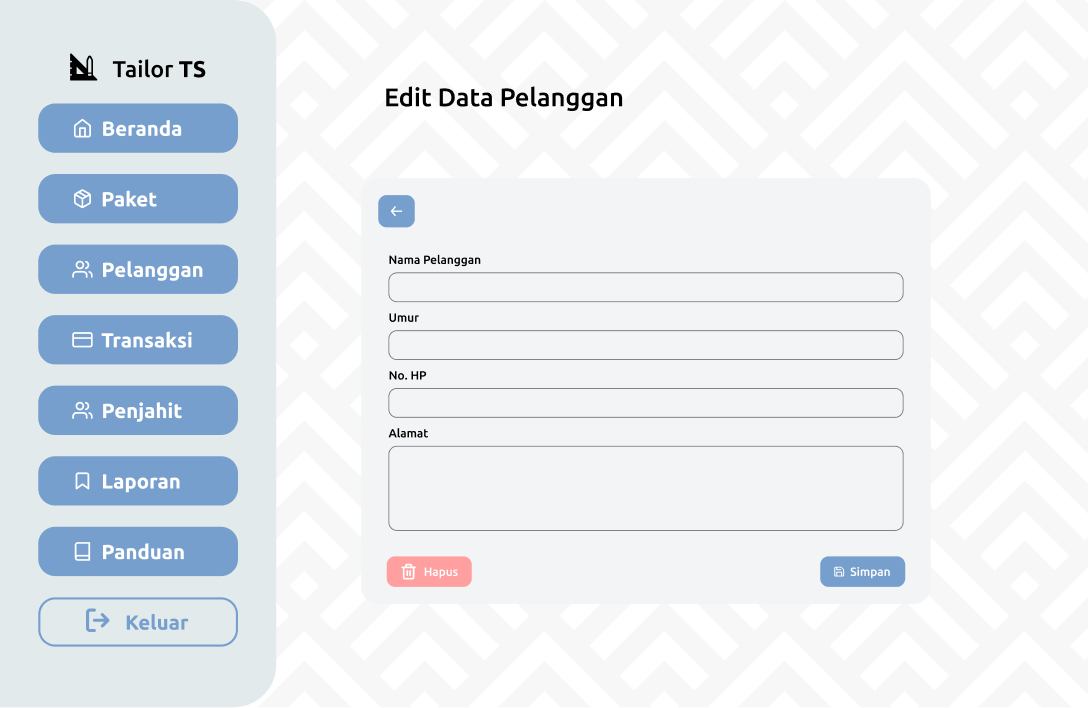 Tailor TS
Beranda
Paket
Pelanggan
Transaksi
Penjahit
Laporan
Panduan
Keluar
Edit Data Pelanggan
Nama Pelanggan
Umur
No. HP
Alamat
Hapus
Simpan